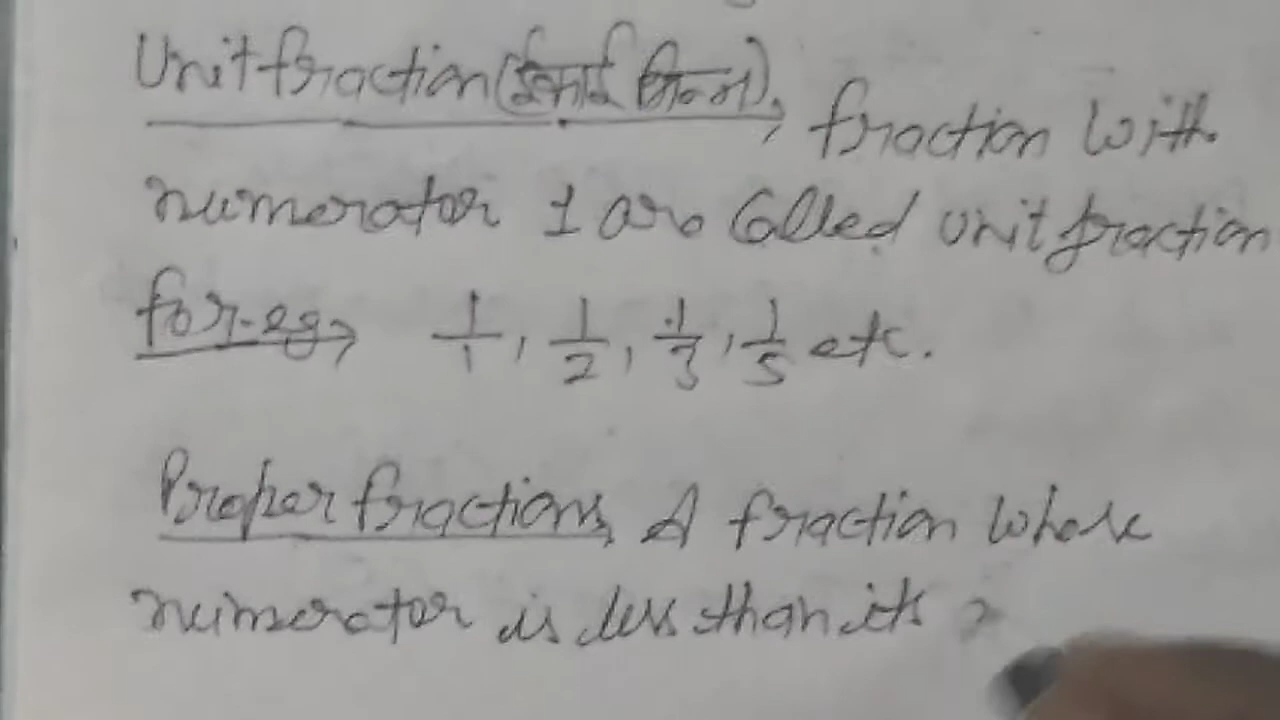 Unit fraction (इकाई भिन्न), fraction with
numerator 1 are Called unit fraction
for-eg→ 1/1, 1/2, 1/3, 1/5 etc.
Proper fractions, A fraction whose
numerator is less than its